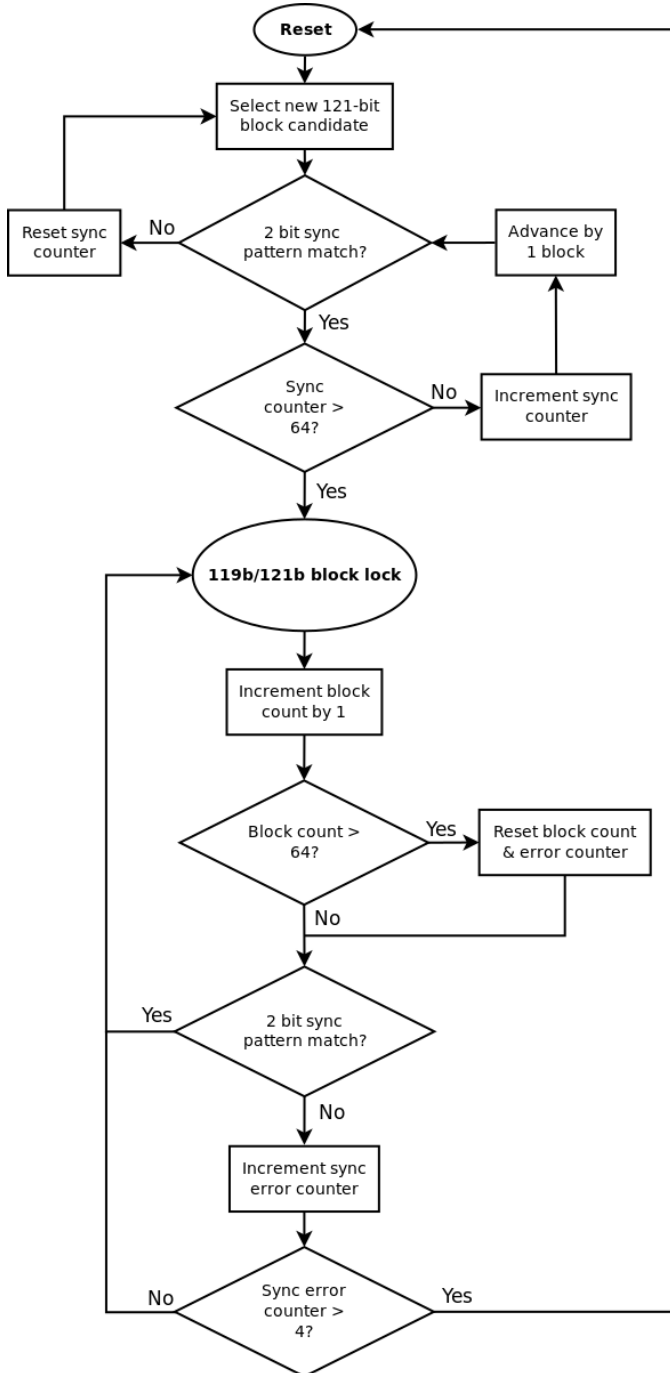 Reset
Select new 121-bit
block candidate
Reset sync
counter
No
2 bit sync
pattern match?
Advance by
1 block
Yes
Sync
counter >
64?
No
Increment sync
counter
Yes
119b/121b block lock
Increment block
count by 1
Block count >
64?
Yes
Reset block count
& error counter
No
Yes
2 bit sync
pattern match?
No
Increment sync
error counter
No
Sync error
counter >
4?
Yes